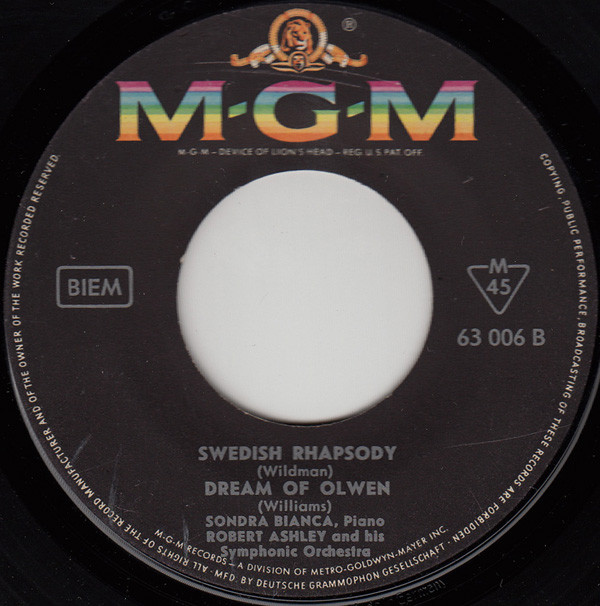 ®
M-G-M
M-G-M – DEVICE OF LION'S HEAD – REG. U.S. PAT. OFF.
BIEM
M
45
63 006 B
SWEDISH RHAPSODY
(Wildman)
DREAM OF OLWEN
(Williams)
SONDRA BIANCA, Piano
ROBERT ASHLEY and his
Symphonic Orchestra
M-G-M RECORDS – A DIVISION OF METRO-GOLDWYN-MAYER INC.
ALL RIGHTS OF THE RECORD MANUFACTURER AND OF THE OWNER OF THE WORK RECORDED RESERVED.
COPYING, PUBLIC PERFORMANCE, BROADCASTING OF THESE RECORDS ARE FORBIDDEN
MFD. BY DEUTSCHE GRAMMOPHON GESELLSCHAFT